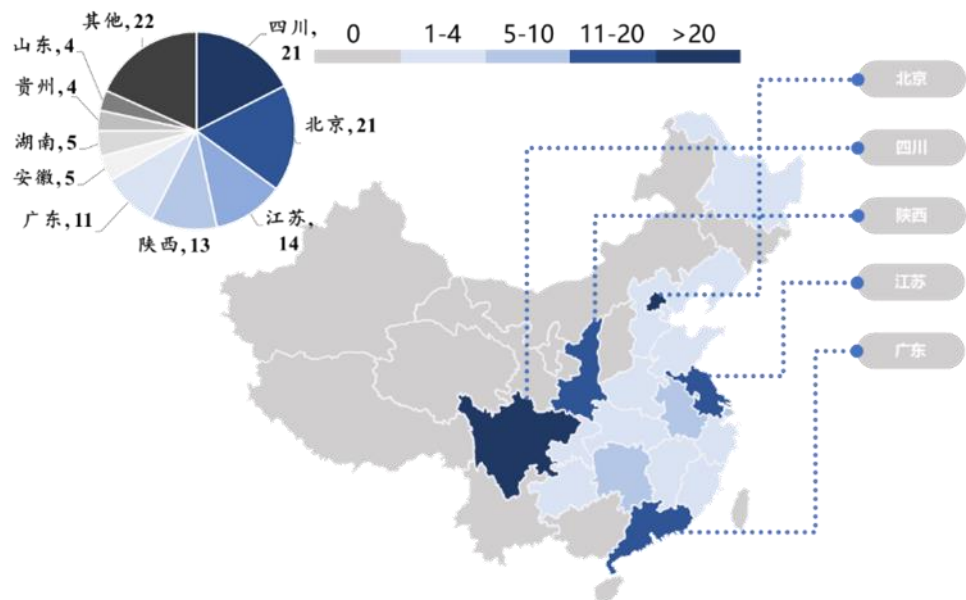 其他, 22
四川,
21
山东, 4
贵州, 4
湖南, 5
安徽, 5
广东, 11
陕西, 13
江苏,
14
北京, 21
0 1-4 5-10 11-20 >20
北京
四川
陕西
江苏
广东